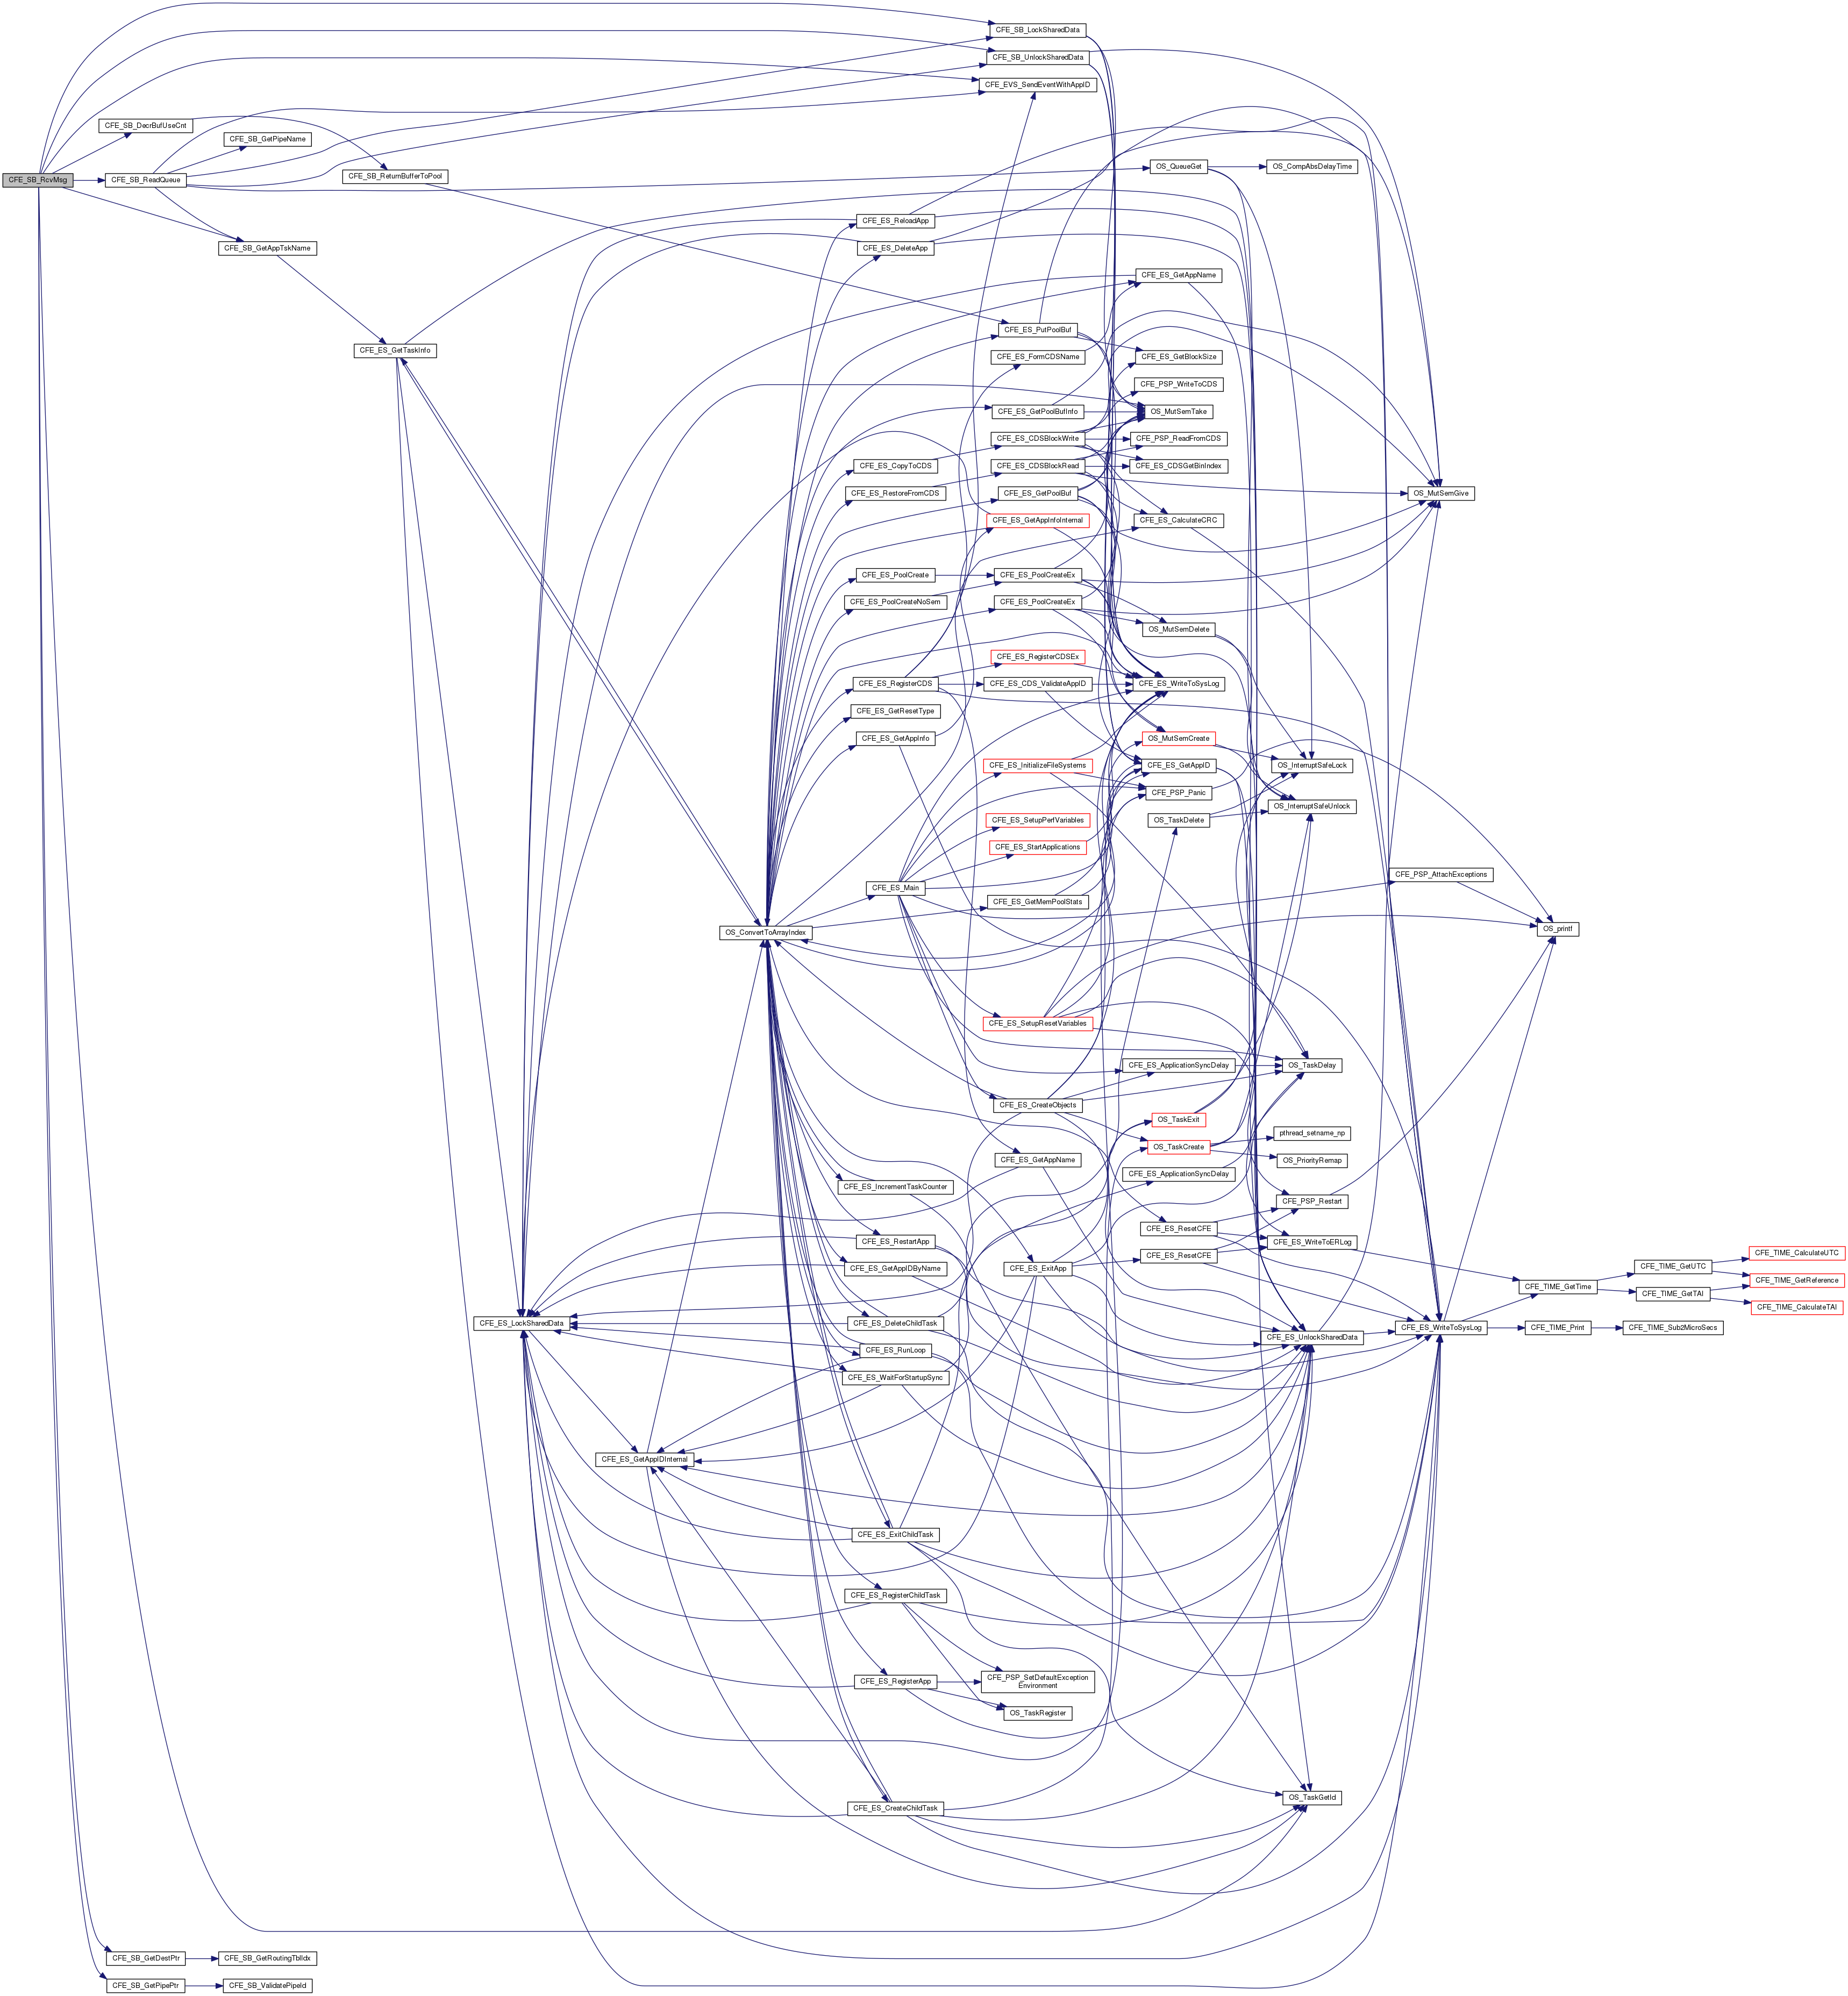 CFE_SB_LockSharedData
CFE_SB_UnlockSharedData
CFE_EVS_SendEventWithAppID
CFE_SB_DecrBufUseCnt
CFE_SB_GetPipeName
CFE_SB_RcvMsg
CFE_SB_ReadQueue
CFE_SB_ReturnBufferToPool
OS_QueueGet
OS_CompAbsDelayTime
CFE_ES_ReloadApp
CFE_SB_GetAppTskName
CFE_ES_DeleteApp
CFE_ES_GetAppName
CFE_ES_PutPoolBuf
CFE_ES_GetTaskInfo
CFE_ES_FormCDSName
CFE_ES_GetBlockSize
CFE_PSP_WriteToCDS
CFE_ES_GetPoolBufInfo
OS_MutSemTake
CFE_ES_CDSBlockWrite
CFE_PSP_ReadFromCDS
CFE_ES_CopyToCDS
CFE_ES_CDSBlockRead
CFE_ES_CDSGetBinIndex
CFE_ES_RestoreFromCDS
CFE_ES_GetPoolBuf
OS_MutSemGive
CFE_ES_GetAppInfoInternal
CFE_ES_CalculateCRC
CFE_ES_PoolCreate
CFE_ES_PoolCreateEx
CFE_ES_PoolCreateNoSem
CFE_ES_PoolCreateEx
OS_MutSemDelete
CFE_ES_RegisterCDSEx
CFE_ES_RegisterCDS
CFE_ES_CDS_ValidateAppID
CFE_ES_WriteToSysLog
CFE_ES_GetResetType
CFE_ES_GetAppInfo
OS_MutSemCreate
CFE_ES_InitializeFileSystems
CFE_ES_GetAppID
OS_InterruptSafeLock
CFE_PSP_Panic
OS_InterruptSafeUnlock
CFE_ES_SetupPerfVariables
OS_TaskDelete
CFE_ES_StartApplications
CFE_PSP_AttachExceptions
CFE_ES_Main
CFE_ES_GetMemPoolStats
OS_ConvertToArrayIndex
OS_printf
CFE_ES_SetupResetVariables
CFE_ES_ApplicationSyncDelay
OS_TaskDelay
CFE_ES_CreateObjects
OS_TaskExit
pthread_setname_np
OS_TaskCreate
CFE_ES_GetAppName
OS_PriorityRemap
CFE_ES_ApplicationSyncDelay
CFE_ES_IncrementTaskCounter
CFE_PSP_Restart
CFE_ES_ResetCFE
CFE_ES_RestartApp
CFE_ES_WriteToERLog
CFE_ES_ResetCFE
CFE_TIME_CalculateUTC
CFE_ES_GetAppIDByName
CFE_ES_ExitApp
CFE_TIME_GetUTC
CFE_TIME_GetTime
CFE_TIME_GetReference
CFE_TIME_GetTAI
CFE_TIME_CalculateTAI
CFE_ES_LockSharedData
CFE_ES_DeleteChildTask
CFE_ES_UnlockSharedData
CFE_ES_WriteToSysLog
CFE_TIME_Print
CFE_TIME_Sub2MicroSecs
CFE_ES_RunLoop
CFE_ES_WaitForStartupSync
CFE_ES_GetAppIDInternal
CFE_ES_ExitChildTask
CFE_ES_RegisterChildTask
CFE_ES_RegisterApp
CFE_PSP_SetDefaultException
Environment
OS_TaskRegister
OS_TaskGetId
CFE_ES_CreateChildTask
CFE_SB_GetDestPtr
CFE_SB_GetRoutingTblIdx
CFE_SB_GetPipePtr
CFE_SB_ValidatePipeId